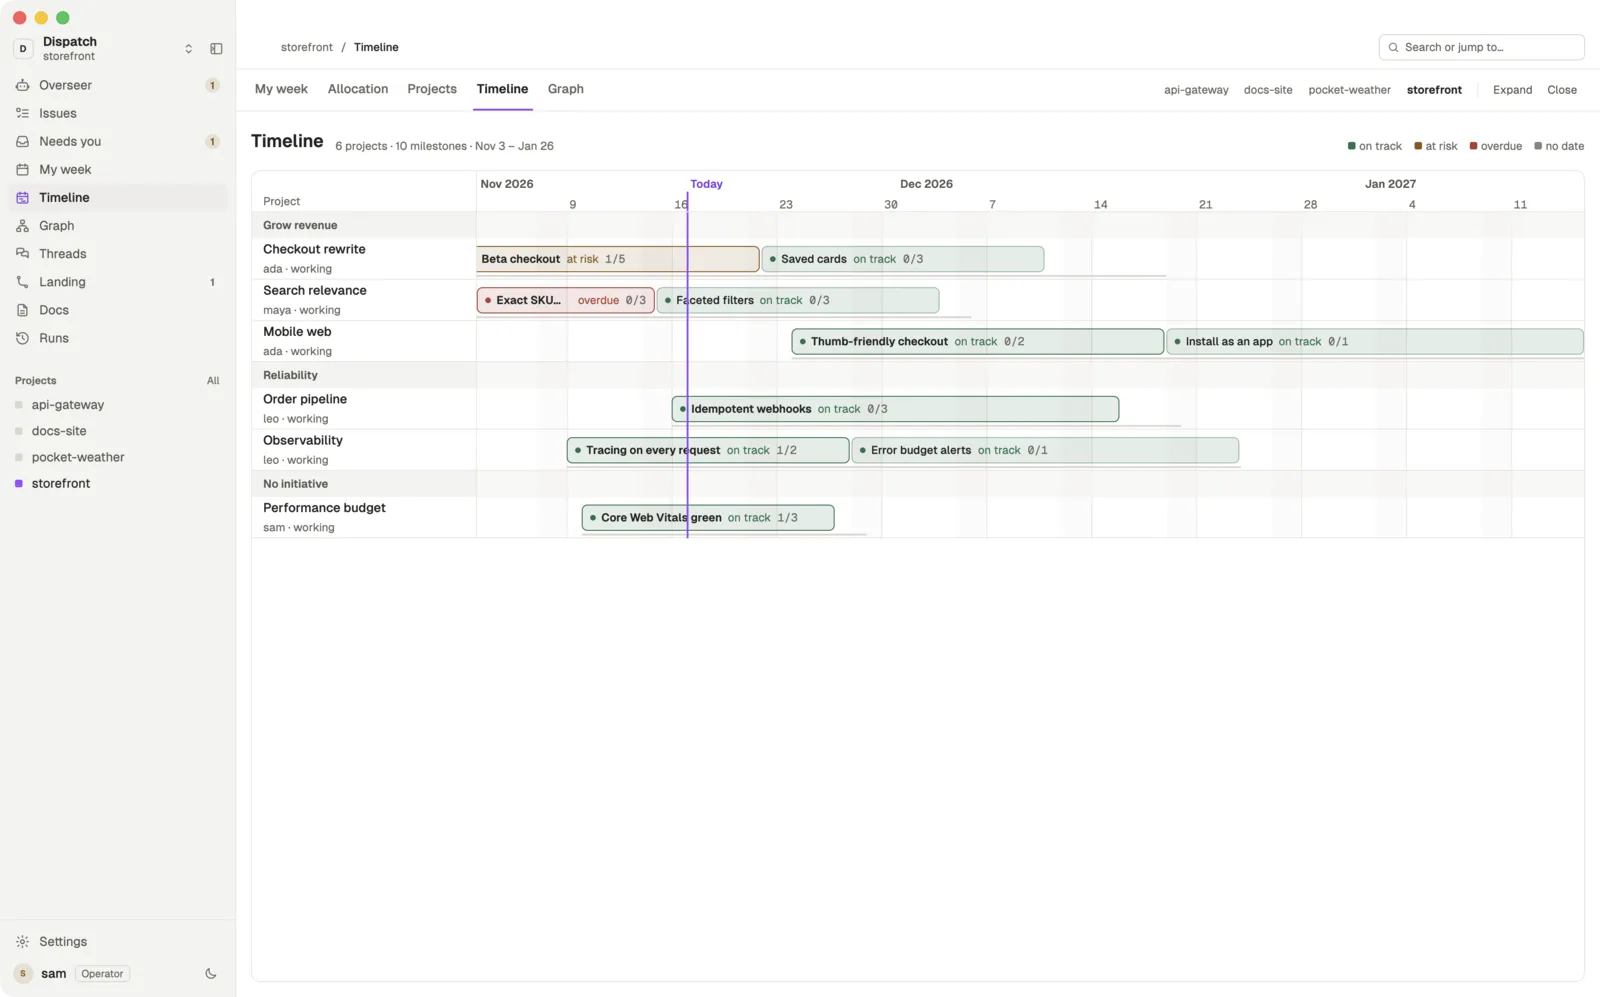 D
Dispatch
storefront
Overseer 1
Issues
Needs you 1
My week
Timeline
Graph
Threads
Landing 1
Docs
Runs
Projects All
api-gateway
docs-site
pocket-weather
storefront
Settings
S sam Operator
storefront / Timeline
Search or jump to...
My week Allocation Projects Timeline Graph
api-gateway docs-site pocket-weather storefront Expand Close
Timeline 6 projects · 10 milestones · Nov 3 – Jan 26
on track at risk overdue no date
Nov 2026 Today Dec 2026 Jan 2027
Project 9 16 23 30 7 14 21 28 4 11
Grow revenue
Checkout rewrite
ada · working
Beta checkout at risk 1/5
Saved cards on track 0/3
Search relevance
maya · working
Exact SKU... overdue 0/3
Faceted filters on track 0/3
Mobile web
ada · working
Thumb-friendly checkout on track 0/2
Install as an app on track 0/1
Reliability
Order pipeline
leo · working
Idempotent webhooks on track 0/3
Observability
leo · working
Tracing on every request on track 1/2
Error budget alerts on track 0/1
No initiative
Performance budget
sam · working
Core Web Vitals green on track 1/3